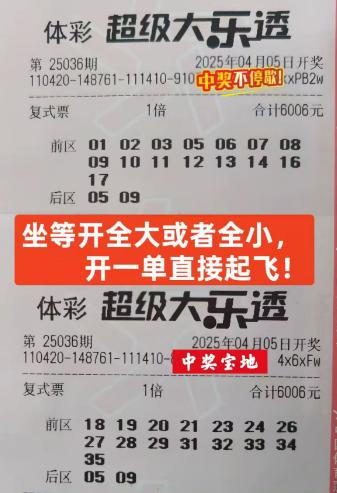 体彩 超级大乐透
第 25036期 2025年04月05日开奖
110420-148761-111410-910 xPB2w
中奖不停歇!
复式票 1倍 合计6006元
前区 01 02 03 05 06 07 08
09 10 11 12 13 14 16
17
后区 05 09
坐等开全大或者全小，
开一单直接起飞！
体彩 超级大乐透
第 25036期 2025年04月05日开奖
110420-148761-111410- 4x6xFw
中奖宝地
复式票 1倍 合计6006元
前区 18 19 20 21 23 24 26
27 28 29 31 32 33 34
35
后区 05 09